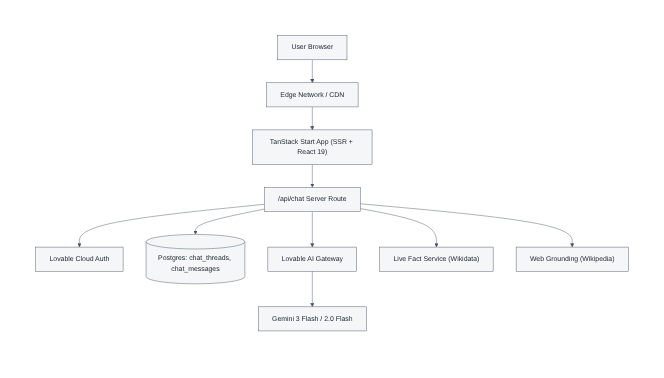 User Browser
Edge Network / CDN
TanStack Start App (SSR +
React 19)
/api/chat Server Route
Lovable Cloud Auth
Postgres: chat_threads,
chat_messages
Lovable AI Gateway
Live Fact Service (Wikidata)
Web Grounding (Wikipedia)
Gemini 3 Flash / 2.0 Flash